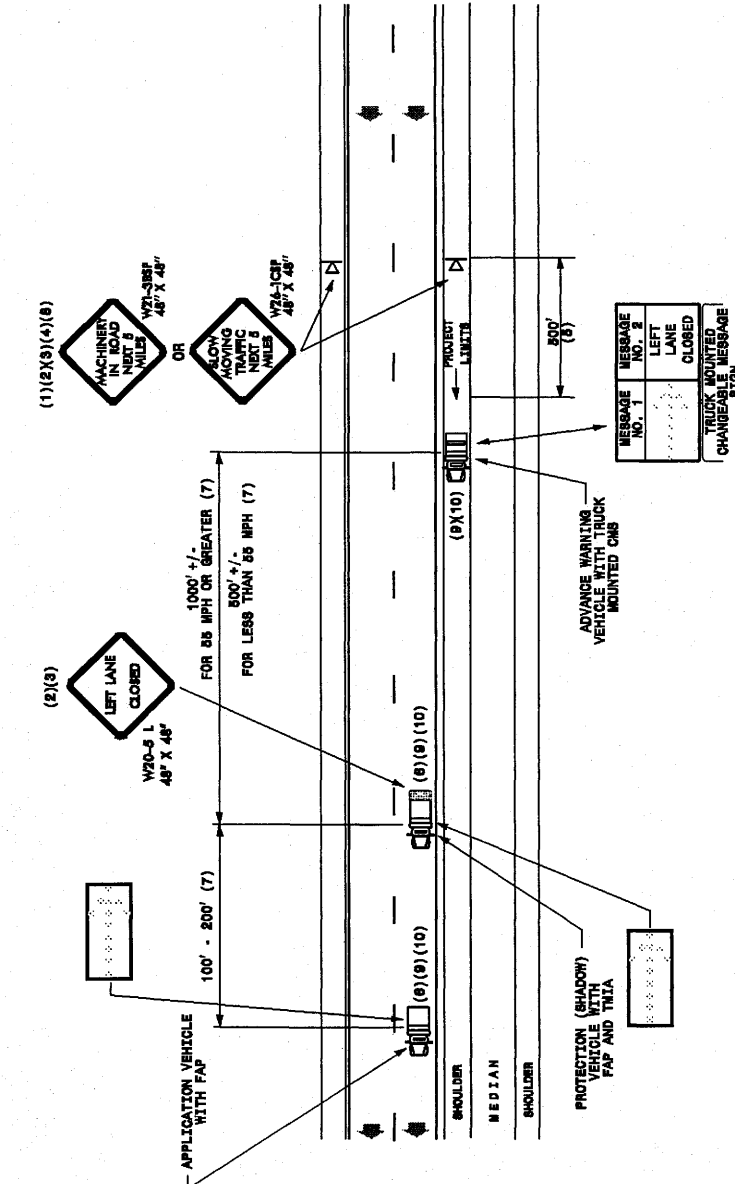 (1)(2)(3)(4)(8)
MACHINERY
IN ROAD
NEXT 5
MILES
W21-3BSP
48" X 48"
OR
SLOW
MOVING
TRAFFIC
NEXT 5
MILES
W26-1CSP
48" X 48"
(2)(3)
LEFT LANE
CLOSED
W20-5 L
48" X 48"
1000' +/-
FOR 55 MPH OR GREATER (7)
500' +/-
FOR LESS THAN 55 MPH (7)
100' - 200' (7)
APPLICATION VEHICLE
WITH FAP
(6)(9)(10)
(6)(9)(10)
(9)(10)
PROJECT
LIMITS
500'
(5)
SHOULDER
MEDIAN
SHOULDER
PROTECTION (SHADOW)
VEHICLE WITH
FAP AND TMIA
ADVANCE WARNING
VEHICLE WITH TRUCK
MOUNTED CMS
MESSAGE
NO. 1
MESSAGE
NO. 2
LEFT
LANE
CLOSED
TRUCK MOUNTED
CHANGEABLE MESSAGE
SIGN